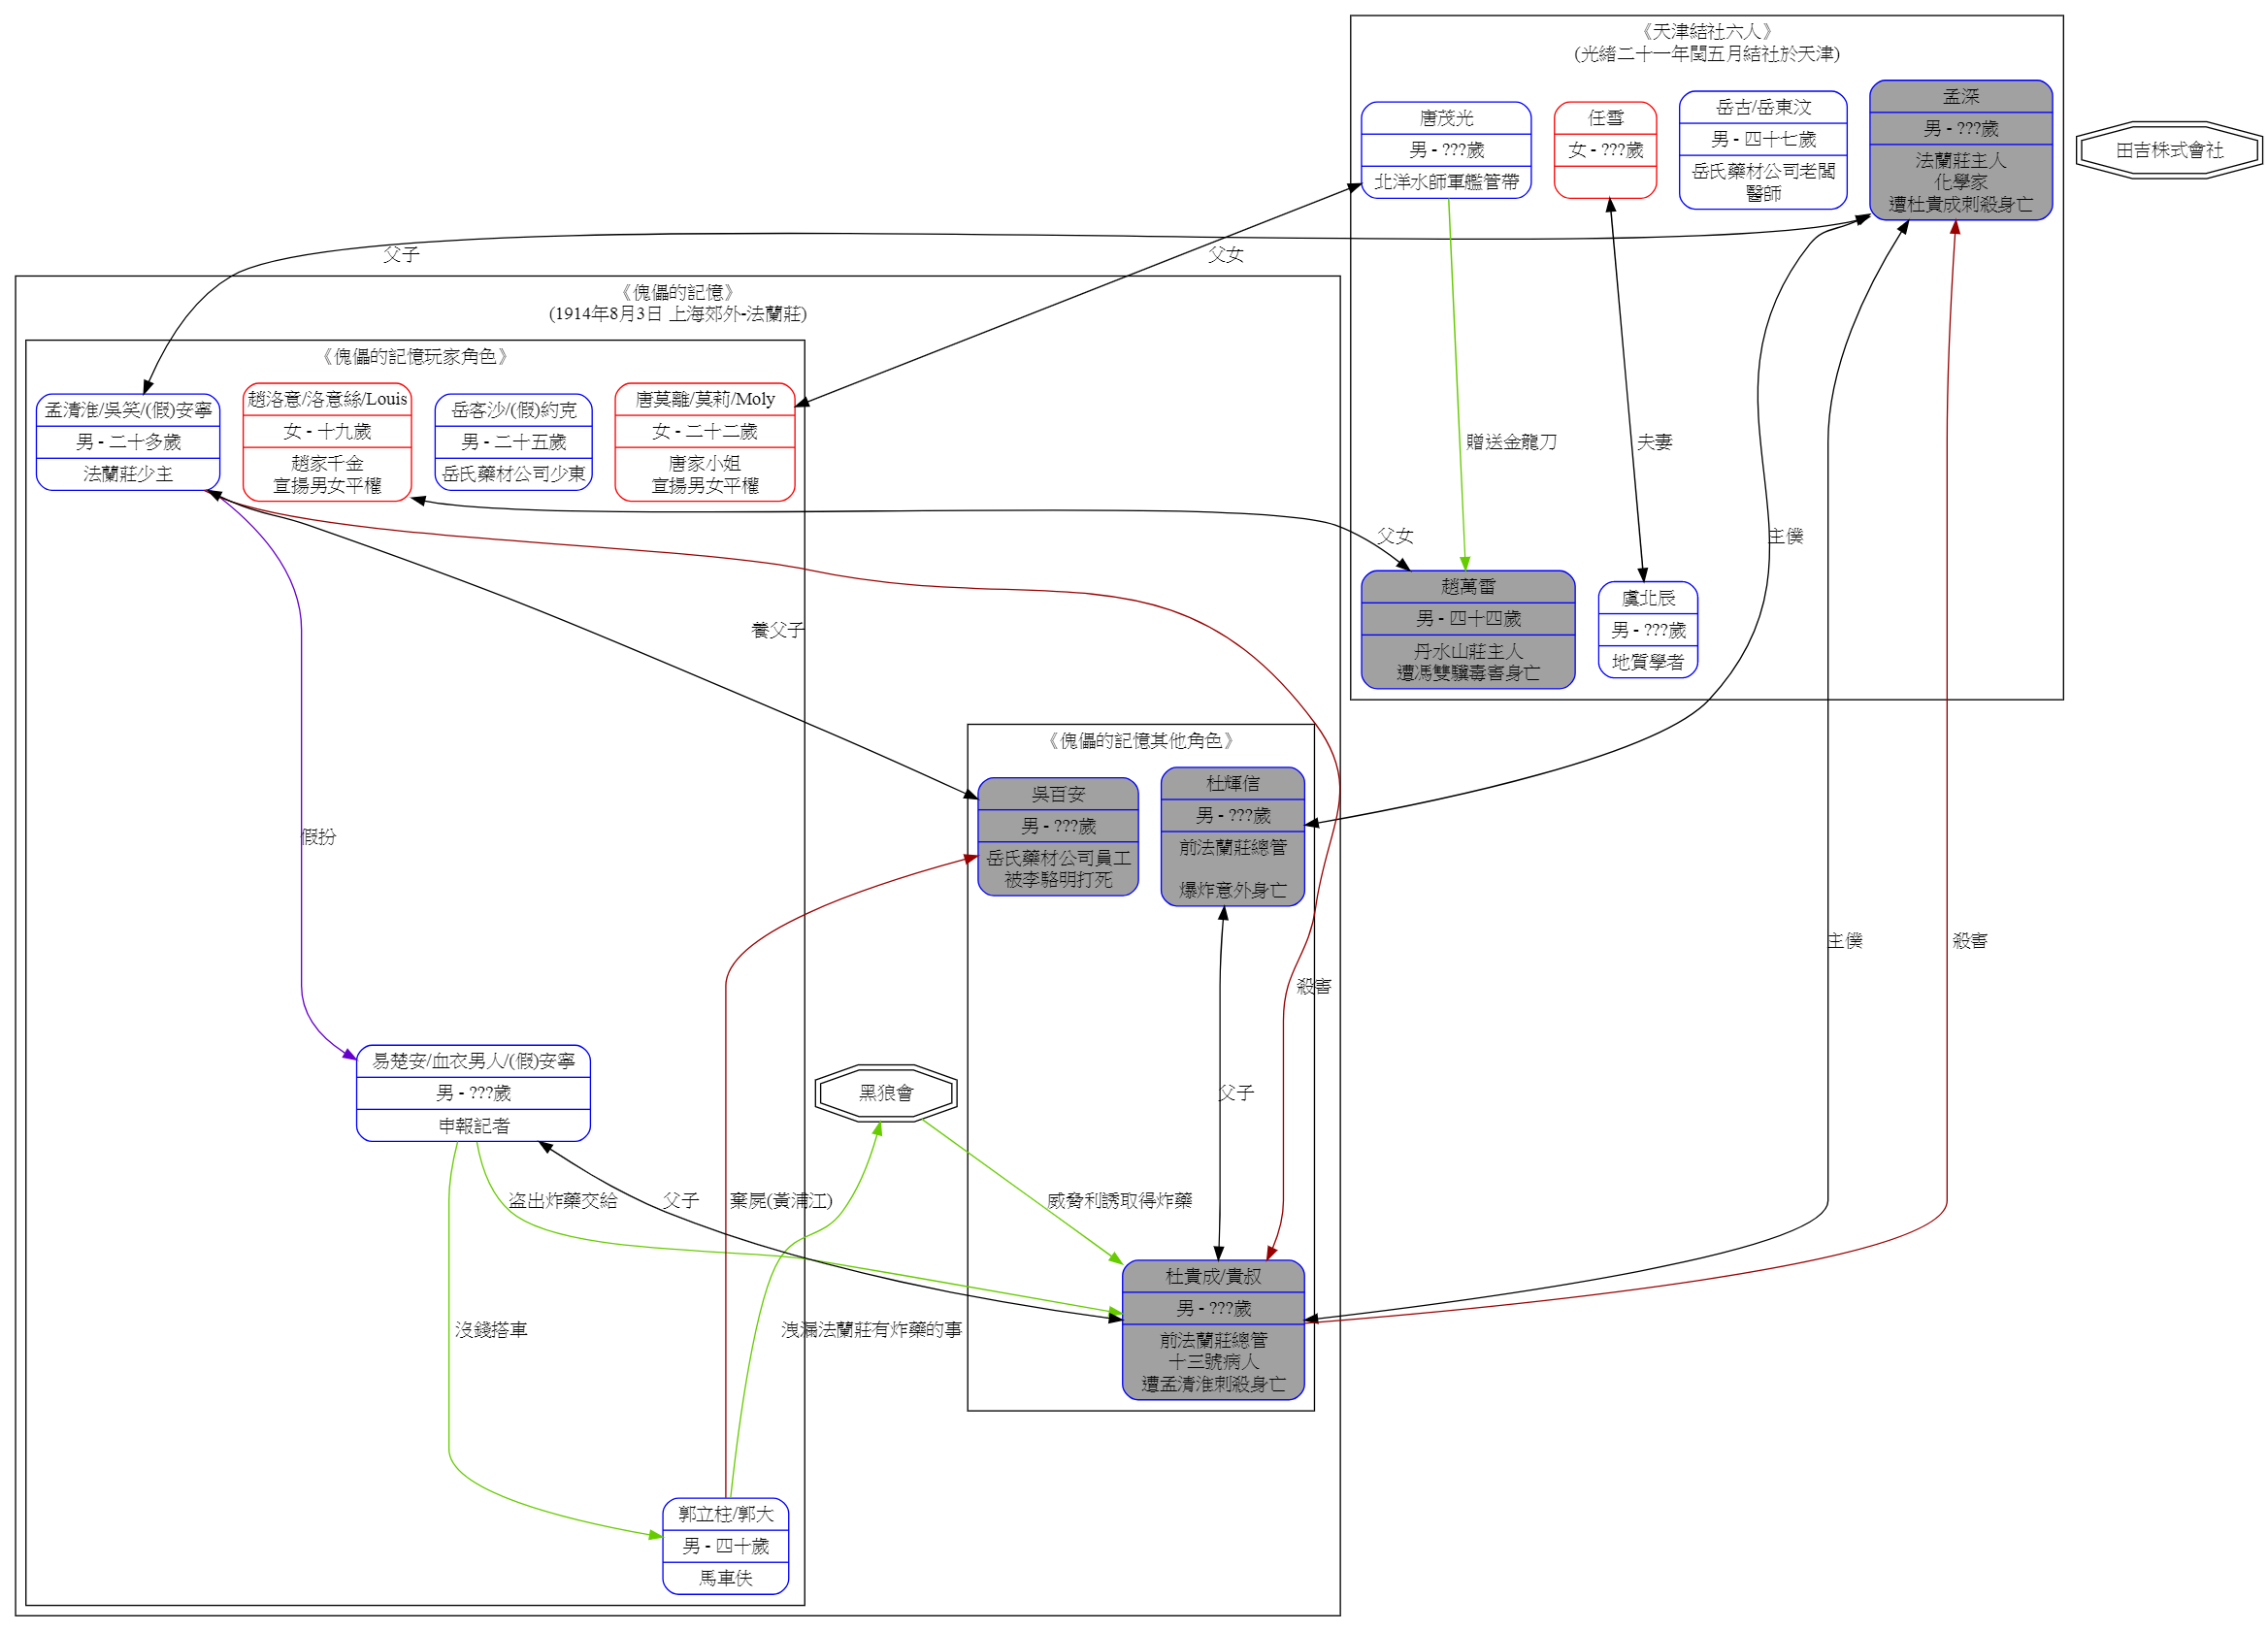 《天津結社六人》
(光緒二十一年閏五月結社於天津)
唐茂光
男 - ???歲
北洋水師軍艦管帶
任雪
女 - ???歲
岳古/岳東汶
男 - 四十七歲
岳氏藥材公司老闆
醫師
孟深
男 - ???歲
法蘭莊主人
化學家
遭杜貴成刺殺身亡
田吉株式會社
父子
父女
《傀儡的記憶》
(1914年8月3日 上海郊外-法蘭莊)
《傀儡的記憶玩家角色》
孟清淮/吳笑/(假)安寧
男 - 二十多歲
法蘭莊少主
趙洛意/洛意絲/Louis
女 - 十九歲
趙家千金
宣揚男女平權
岳客沙/(假)約克
男 - 二十五歲
岳氏藥材公司少東
唐莫離/莫莉/Moly
女 - 二十二歲
唐家小姐
宣揚男女平權
贈送金龍刀
夫妻
父女
主僕
趙萬雷
男 - 四十四歲
丹水山莊主人
遭馮雙驥毒害身亡
虞北辰
男 - ???歲
地質學者
養父子
《傀儡的記憶其他角色》
吳百安
男 - ???歲
岳氏藥材公司員工
被李駱明打死
杜輝信
男 - ???歲
前法蘭莊總管
爆炸意外身亡
假扮
主僕
殺害
殺害
易楚安/血衣男人/(假)安寧
男 - ???歲
申報記者
黑狼會
父子
盜出炸藥交給
父子
棄屍(黃浦江)
威脅利誘取得炸藥
杜貴成/貴叔
男 - ???歲
前法蘭莊總管
十三號病人
遭孟清淮刺殺身亡
沒錢搭車
洩漏法蘭莊有炸藥的事
郭立柱/郭大
男 - 四十歲
馬車伕